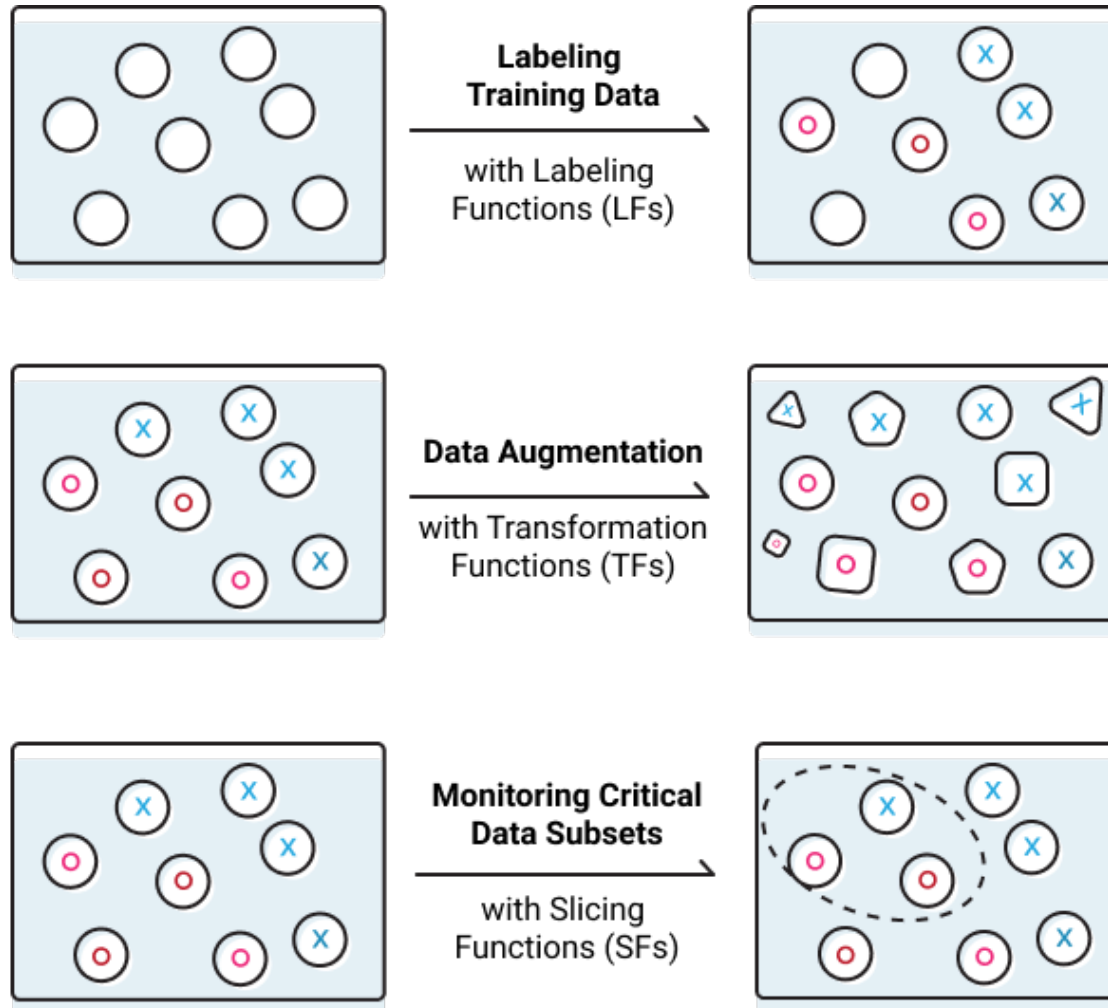 Labeling
Training Data
with Labeling
Functions (LFs)
X
X
O
O
O
X
Data Augmentation
with Transformation
Functions (TFs)
X
X
X
O
O
O
O
X
X
X
X
X
O
O
X
O
O
O
X
Monitoring Critical
Data Subsets
with Slicing
Functions (SFs)
X
X
X
O
O
O
O
X
X
X
X
O
O
O
O
X